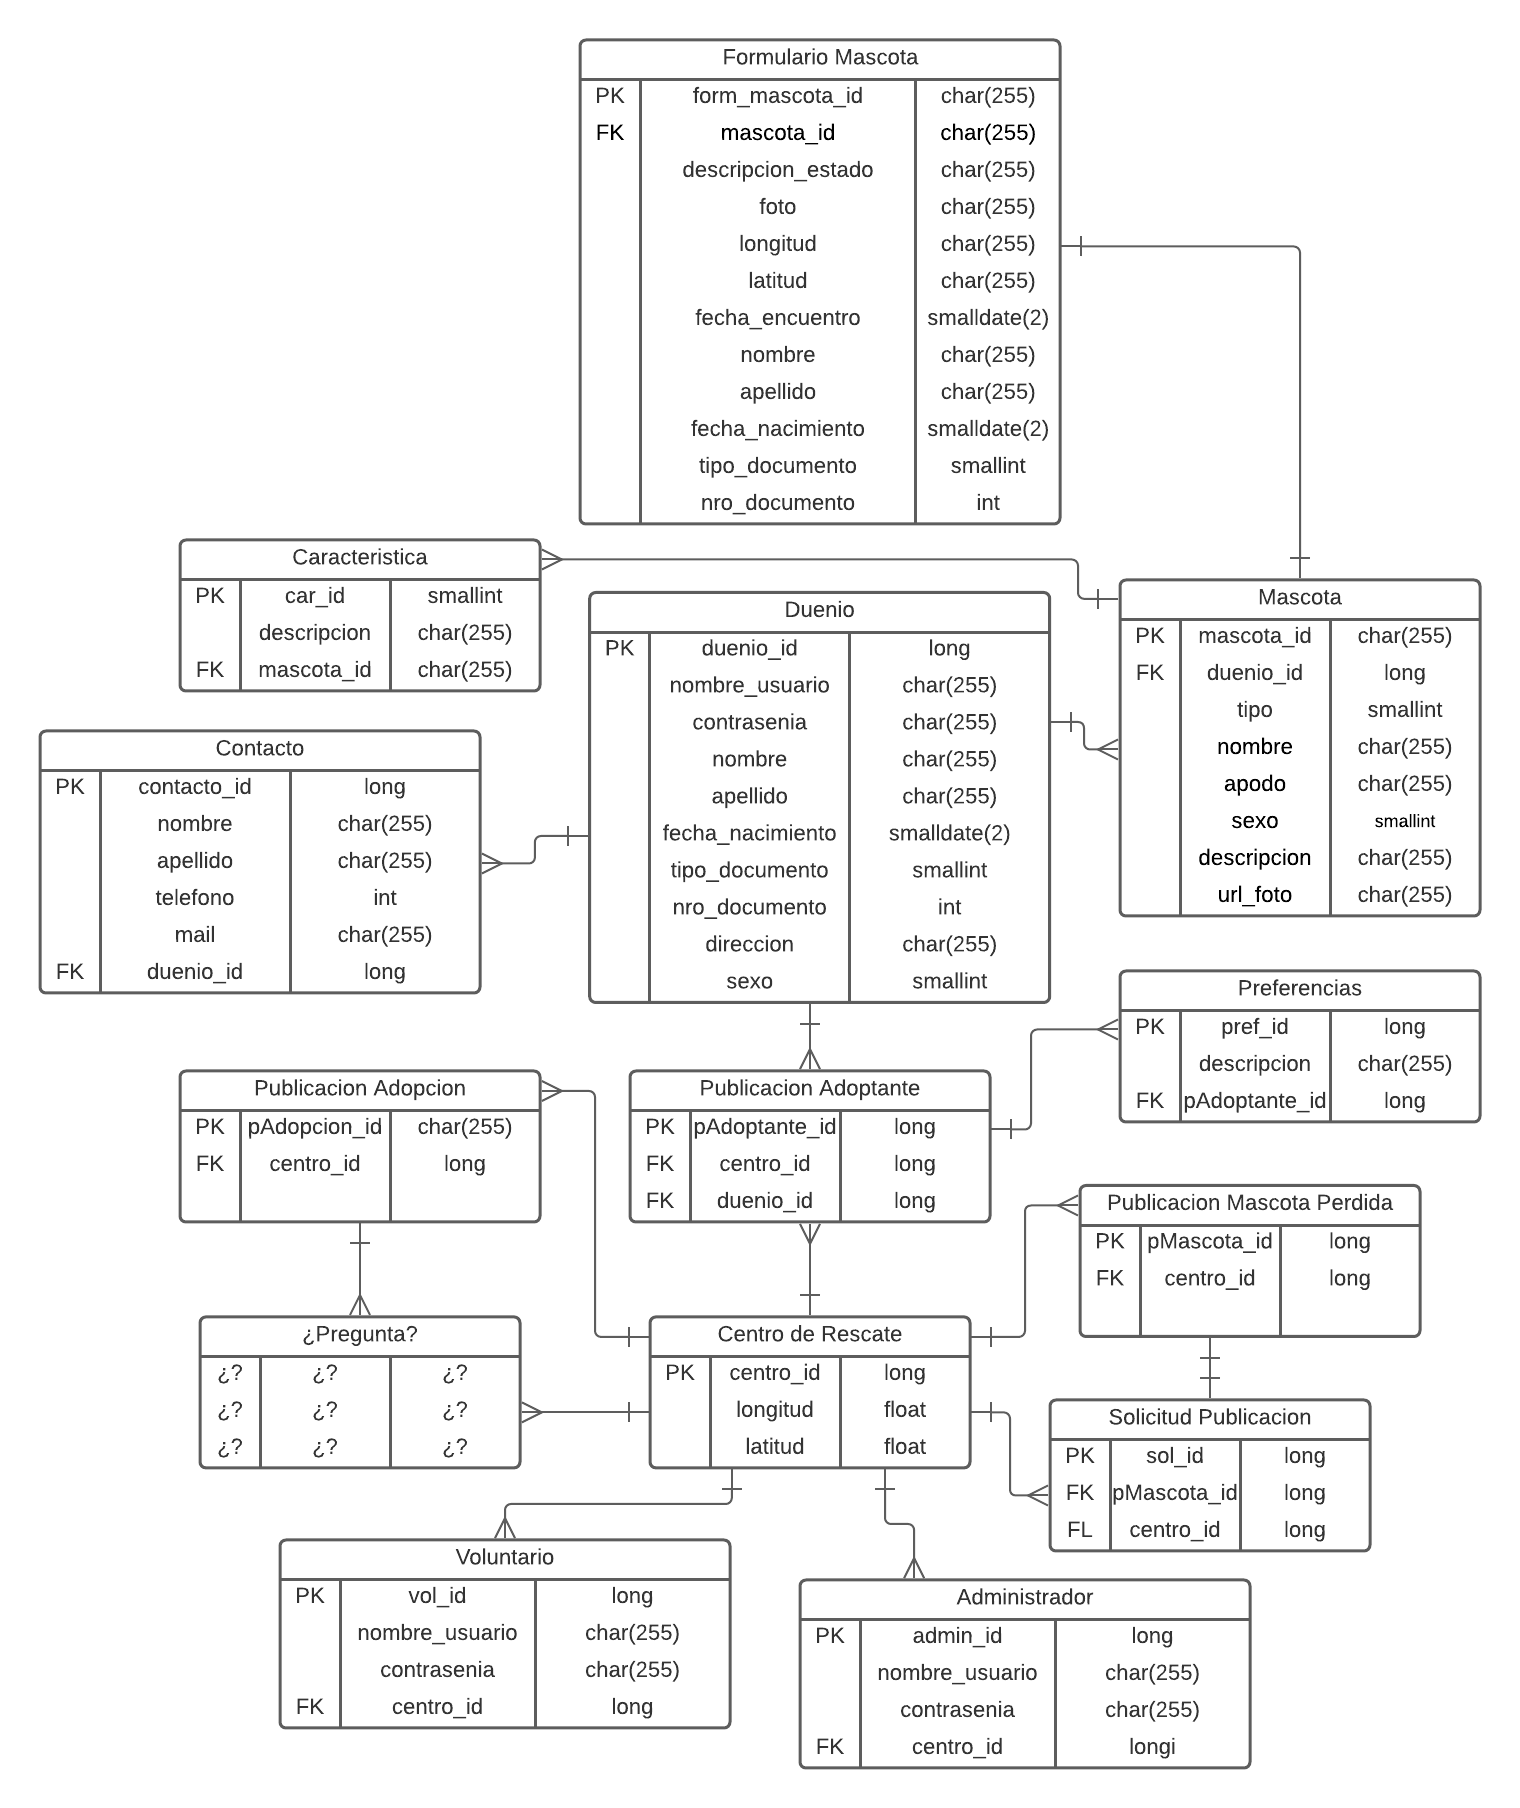 Formulario Mascota
PK form_mascota_id char(255)
FK mascota_id char(255)
descripcion_estado char(255)
foto char(255)
longitud char(255)
latitud char(255)
fecha_encuentro smalldate(2)
nombre char(255)
apellido char(255)
fecha_nacimiento smalldate(2)
tipo_documento smallint
nro_documento int
Caracteristica
PK car_id smallint
descripcion char(255)
FK mascota_id char(255)
Duenio
PK duenio_id long
nombre_usuario char(255)
contrasenia char(255)
nombre char(255)
apellido char(255)
fecha_nacimiento smalldate(2)
tipo_documento smallint
nro_documento int
direccion char(255)
sexo smallint
Mascota
PK mascota_id char(255)
FK duenio_id long
tipo smallint
nombre char(255)
apodo char(255)
sexo smallint
descripcion char(255)
url_foto char(255)
Contacto
PK contacto_id long
nombre char(255)
apellido char(255)
telefono int
mail char(255)
FK duenio_id long
Preferencias
PK pref_id long
descripcion char(255)
FK pAdoptante_id long
Publicacion Adopcion
PK pAdopcion_id char(255)
FK centro_id long
Publicacion Adoptante
PK pAdoptante_id long
FK centro_id long
FK duenio_id long
Publicacion Mascota Perdida
PK pMascota_id long
FK centro_id long
¿Pregunta?
¿? ¿? ¿?
¿? ¿? ¿?
¿? ¿? ¿?
Centro de Rescate
PK centro_id long
longitud float
latitud float
Solicitud Publicacion
PK sol_id long
FK pMascota_id long
FL centro_id long
Voluntario
PK vol_id long
nombre_usuario char(255)
contrasenia char(255)
FK centro_id long
Administrador
PK admin_id long
nombre_usuario char(255)
contrasenia char(255)
FK centro_id longi